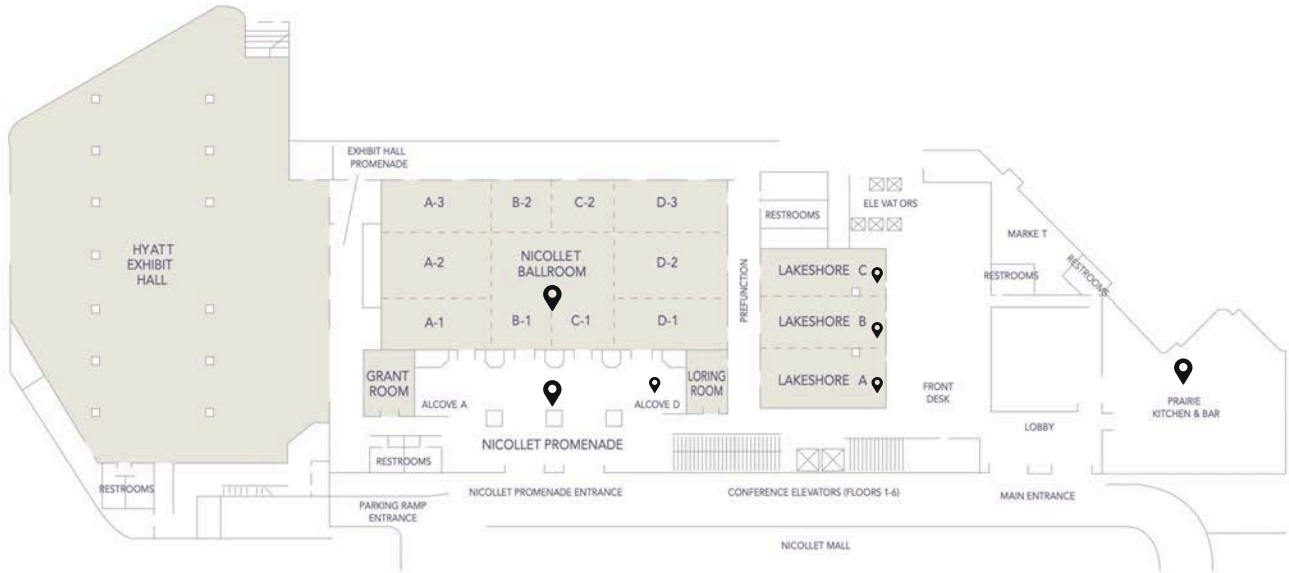 EXHIBIT HALL
PROMENADE
HYATT
EXHIBIT
HALL
A-3
B-2
C-2
D-3
A-2
NICOLLET
BALLROOM
D-2
A-1
B-1
C-1
D-1
PREFUNCTION
RESTROOMS
ELE VAT ORS
LAKESHORE C
LAKESHORE B
LAKESHORE A
MARKE T
RESTROOMS
RESTROOMS
GRANT
ROOM
ALCOVE A
ALCOVE D
LORING
ROOM
FRONT
DESK
LOBBY
PRAIRIE
KITCHEN & BAR
NICOLLET PROMENADE
RESTROOMS
RESTROOMS
PARKING RAMP
ENTRANCE
NICOLLET PROMENADE ENTRANCE
CONFERENCE ELEVATORS (FLOORS 1-6)
MAIN ENTRANCE
NICOLLET MALL